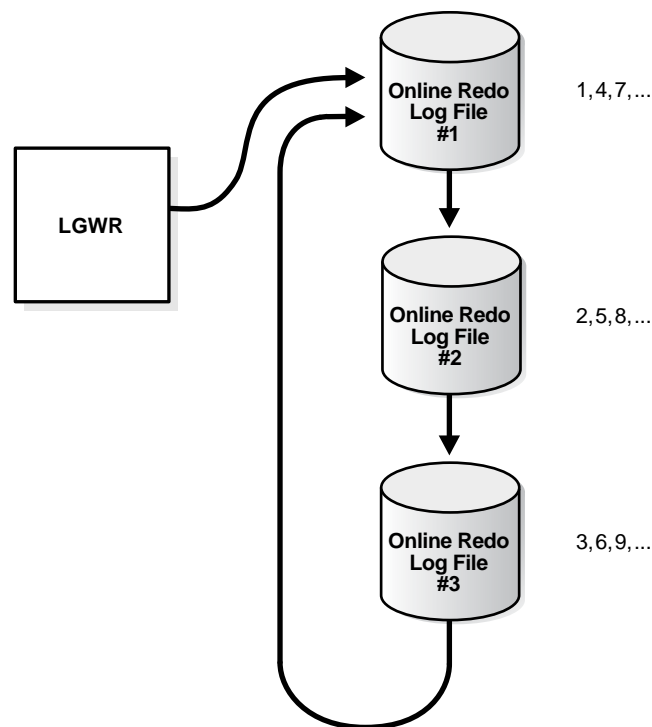 Online Redo
Log File
#1
1,4,7,...
LGWR
Online Redo
Log File
#2
2,5,8,...
Online Redo
Log File
#3
3,6,9,...